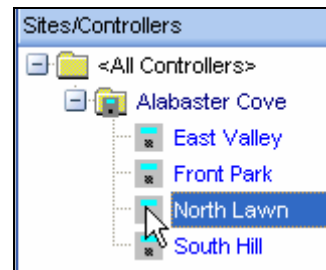 Sites/Controllers
<All Controllers>
Alabaster Cove
East Valley
Front Park
North Lawn
South Hill